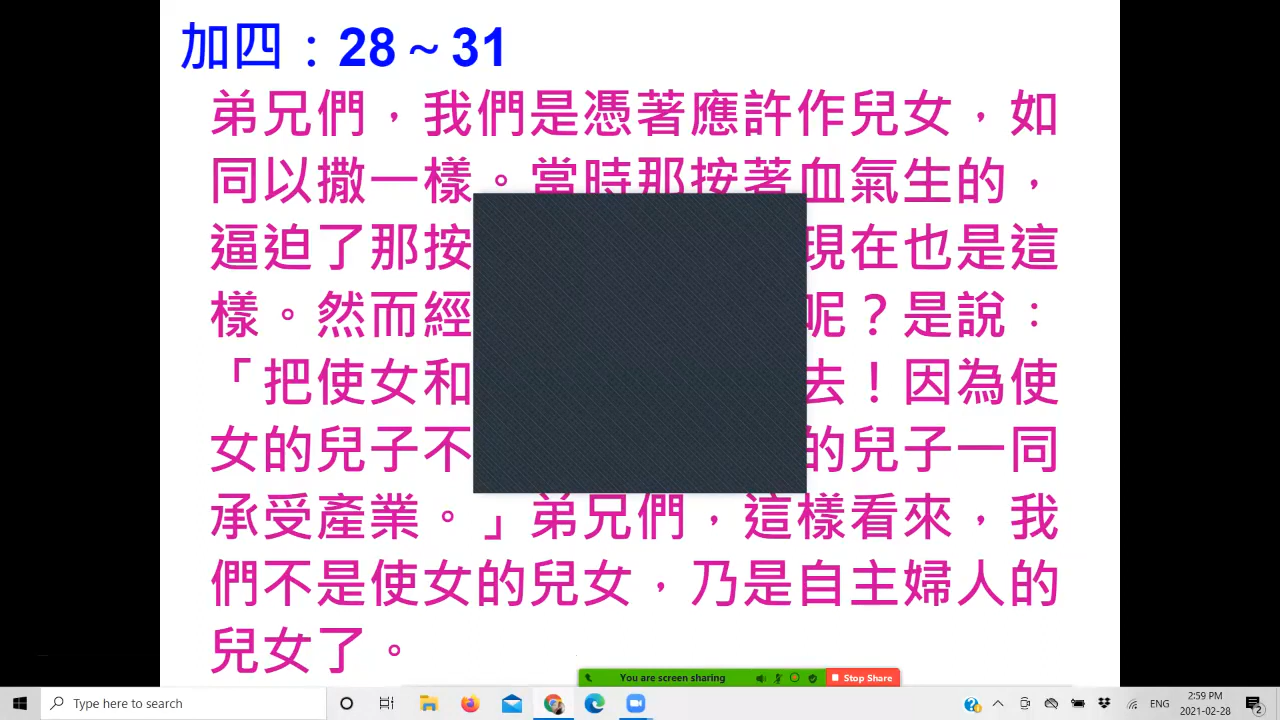 加四：28～31
弟兄們，我們是憑著應許作兒女，如
同以撒一樣。當時那按著血氣生的，
逼迫了那按 現在也是這
樣。然而經 呢？是說：
「把使女和 去！因為使
女的兒子不 的兒子一同
承受產業。」弟兄們，這樣看來，我
們不是使女的兒女，乃是自主婦人的
兒女了。
You are screen sharing Stop Share
Type here to search
ENG
2:59 PM
2021-02-28
2